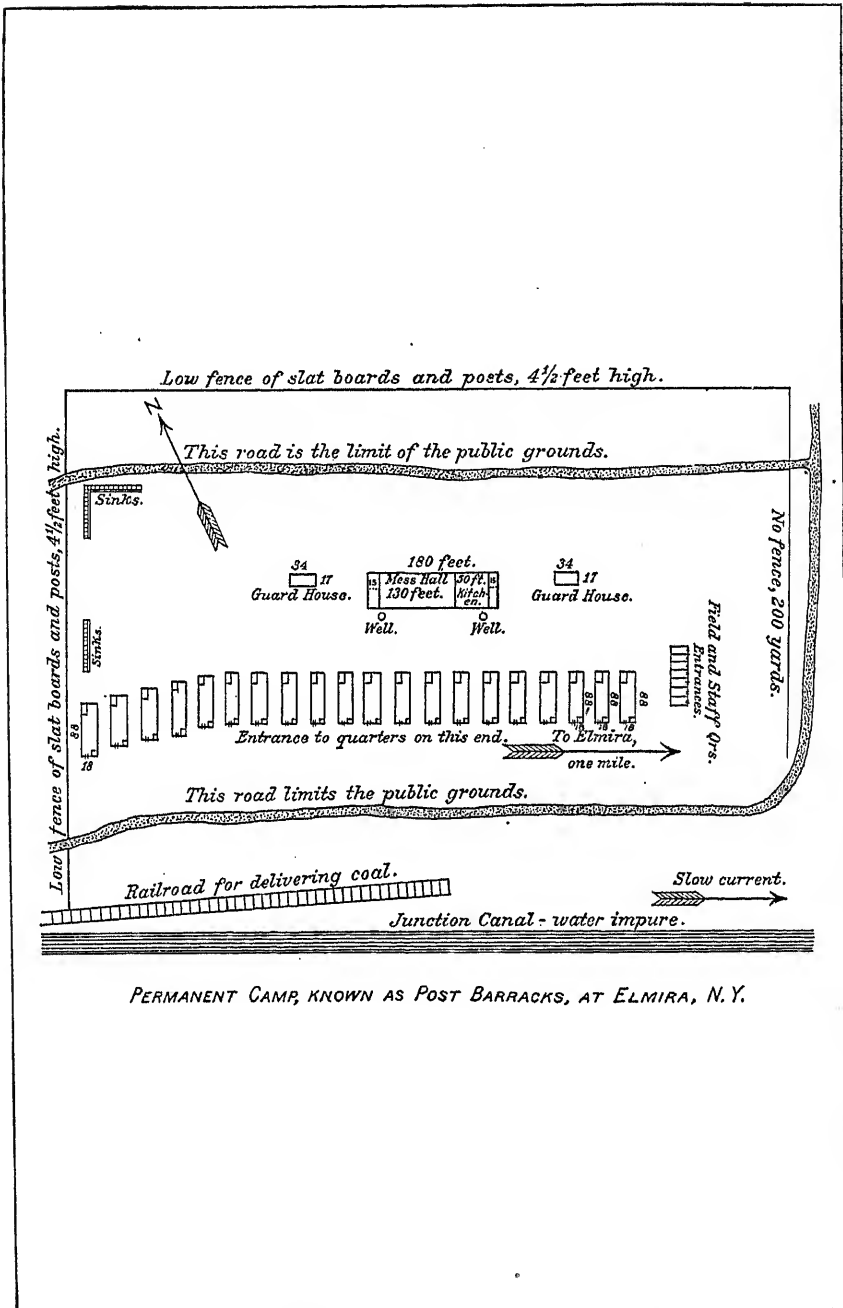 Low fence of slat boards and posts, 4½ feet high.
Low fence of slat boards and posts, 4½ feet high.
N
This road is the limit of the public grounds.
Sinks.
No fence, 200 yards.
34
17
Guard House.
180 feet.
15
Mess Hall
130 feet.
50 ft.
Kitch-
en.
15
Well.
Well.
34
17
Guard House.
Sinks.
Field and Staff Qrs.
Entrances.
88
18
88
18
88
18
88
18
Entrance to quarters on this end.
To Elmira,
one mile.
This road limits the public grounds.
Railroad for delivering coal.
Slow current.
Junction Canal - water impure.
PERMANENT CAMP, KNOWN AS POST BARRACKS, AT ELMIRA, N. Y.